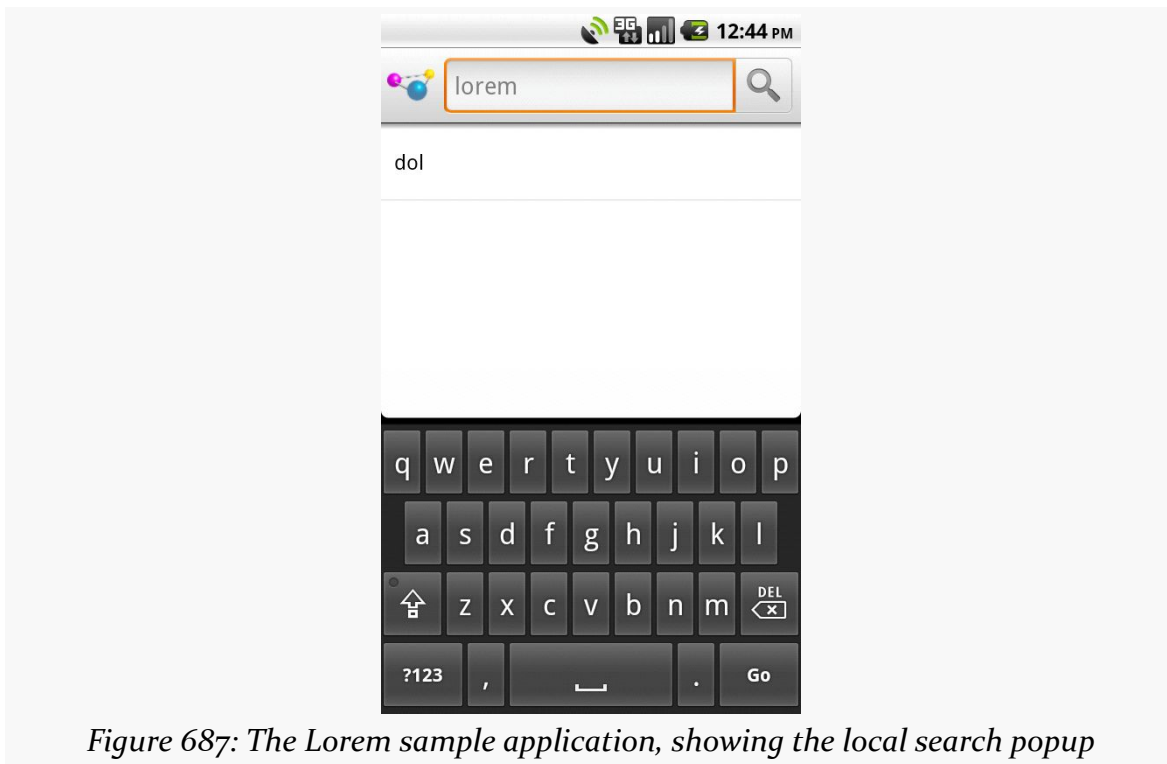 3G 12:44 PM
lorem
dol
q w e r t y u i o p
a s d f g h j k l
z x c v b n m DEL
?123 , . Go
Figure 687: The Lorem sample application, showing the local search popup